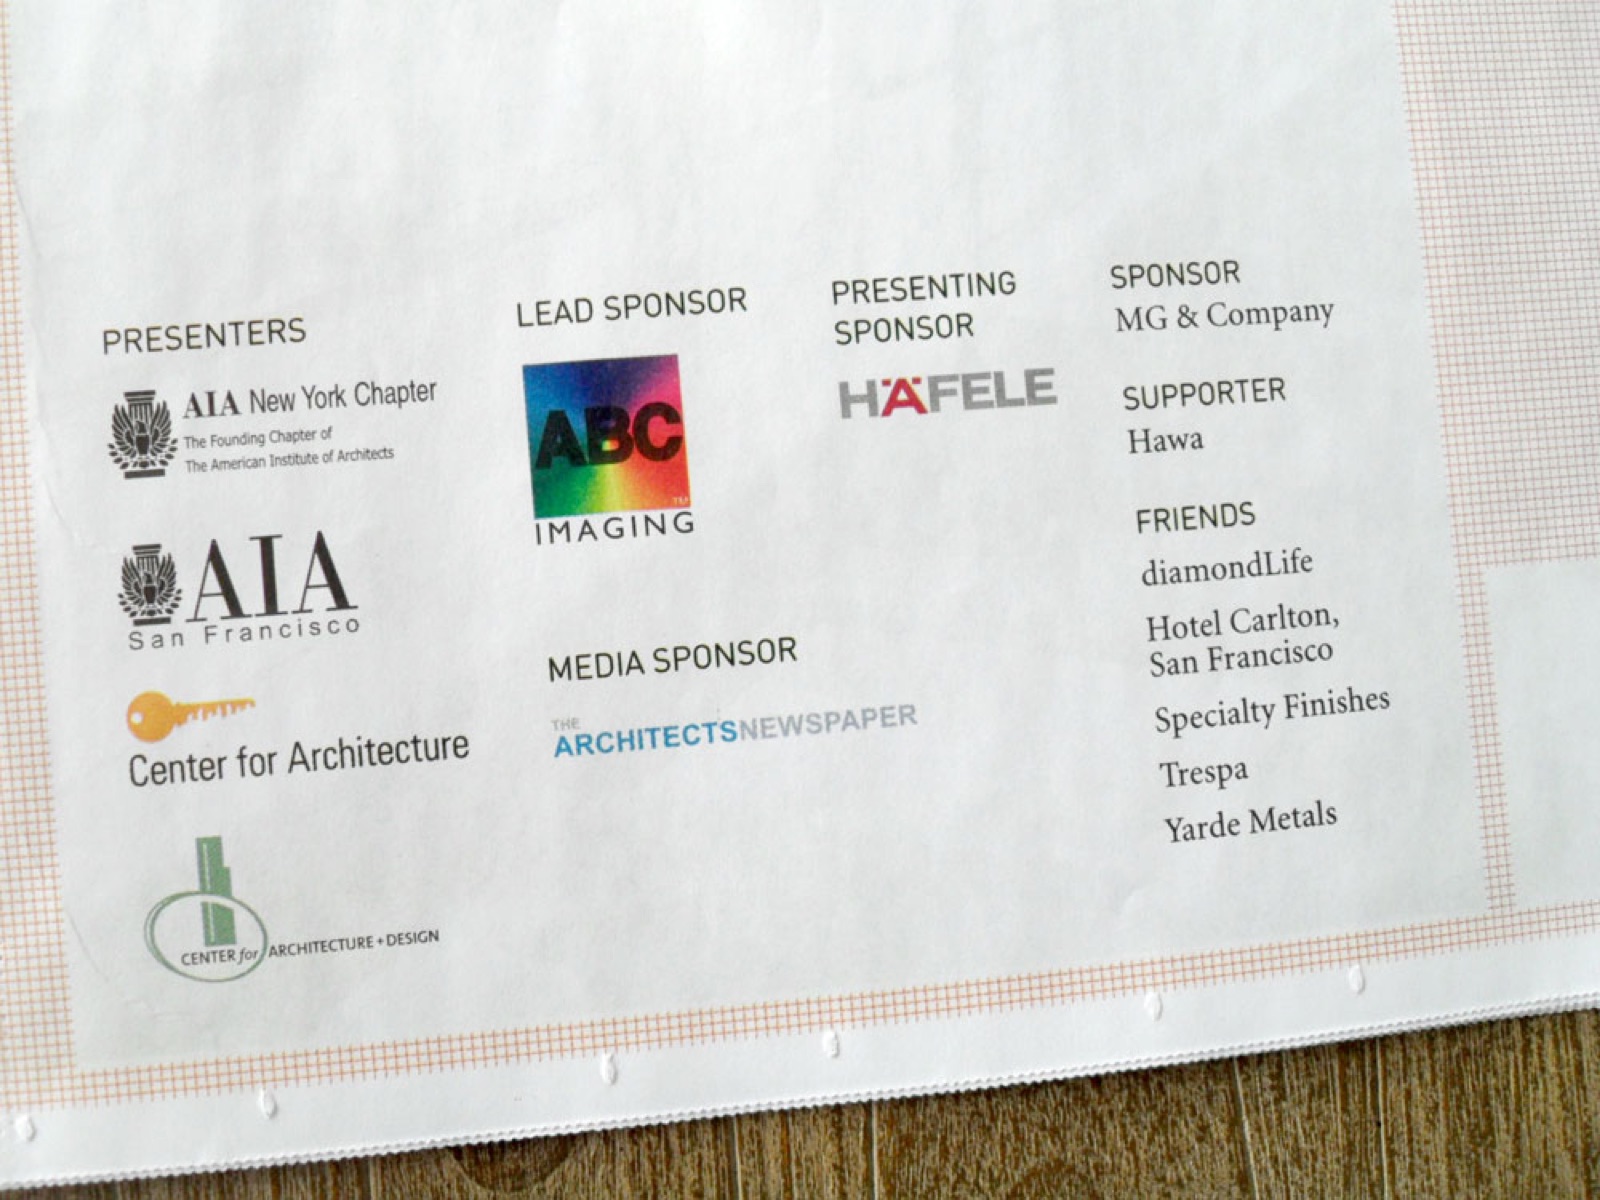 PRESENTERS
AIA New York Chapter
The Founding Chapter of
The American Institute of Architects
AIA
San Francisco
Center for Architecture
CENTER for ARCHITECTURE + DESIGN
LEAD SPONSOR
ABC
TM
IMAGING
MEDIA SPONSOR
THE
ARCHITECTSNEWSPAPER
PRESENTING
SPONSOR
HÄFELE
SPONSOR
MG & Company
SUPPORTER
Hawa
FRIENDS
diamondLife
Hotel Carlton,
San Francisco
Specialty Finishes
Trespa
Yarde Metals